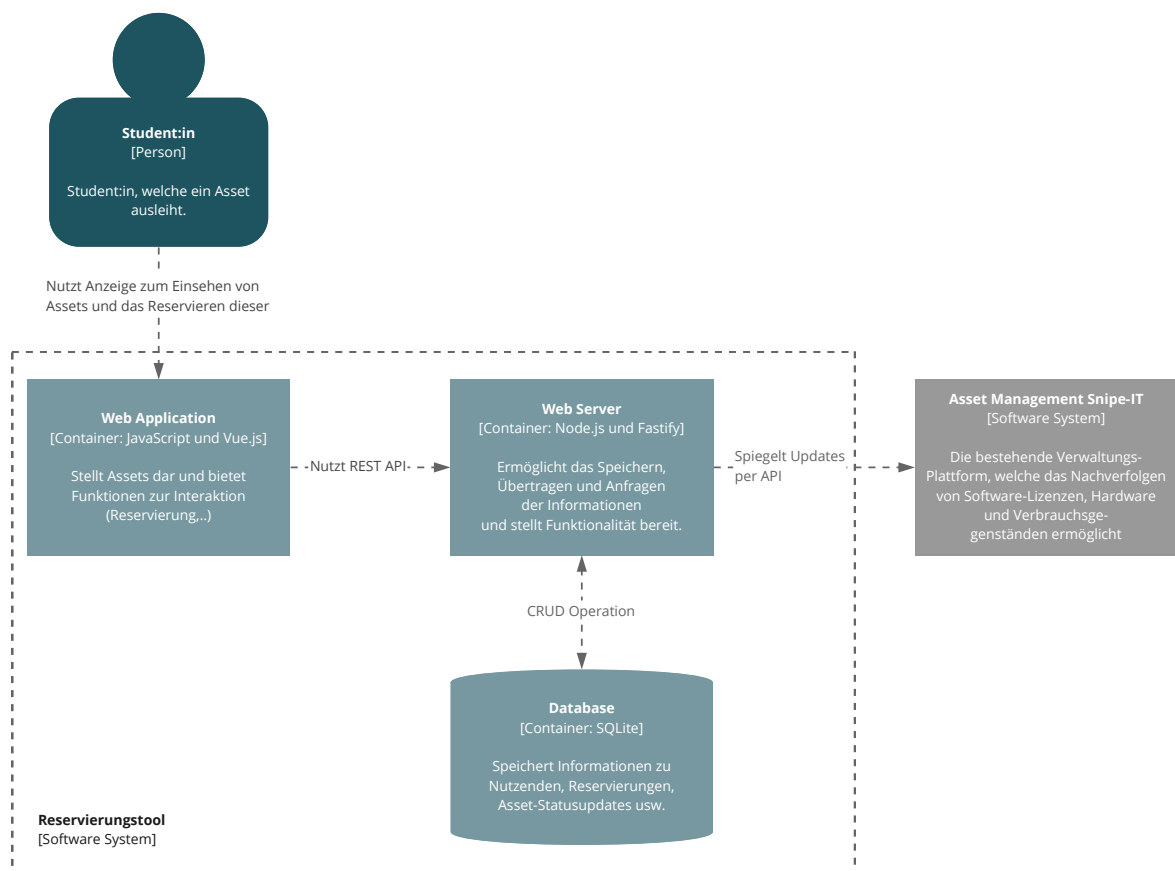 Student:in
[Person]
Student:in, welche ein Asset
ausleiht.
Nutzt Anzeige zum Einsehen von
Assets und das Reservieren dieser
Web Application
[Container: JavaScript und Vue.js]
Stellt Assets dar und bietet
Funktionen zur Interaktion
(Reservierung,..)
Nutzt REST API
Web Server
[Container: Node.js und Fastify]
Ermöglicht das Speichern,
Übertragen und Anfragen
der Informationen
und stellt Funktionalität bereit.
Spiegelt Updates
per API
Asset Management Snipe-IT
[Software System]
Die bestehende Verwaltungs-
Plattform, welche das Nachverfolgen
von Software-Lizenzen, Hardware
und Verbrauchsge-
genständen ermöglicht
CRUD Operation
Database
[Container: SQLite]
Speichert Informationen zu
Nutzenden, Reservierungen,
Asset-Statusupdates usw.
Reservierungstool
[Software System]